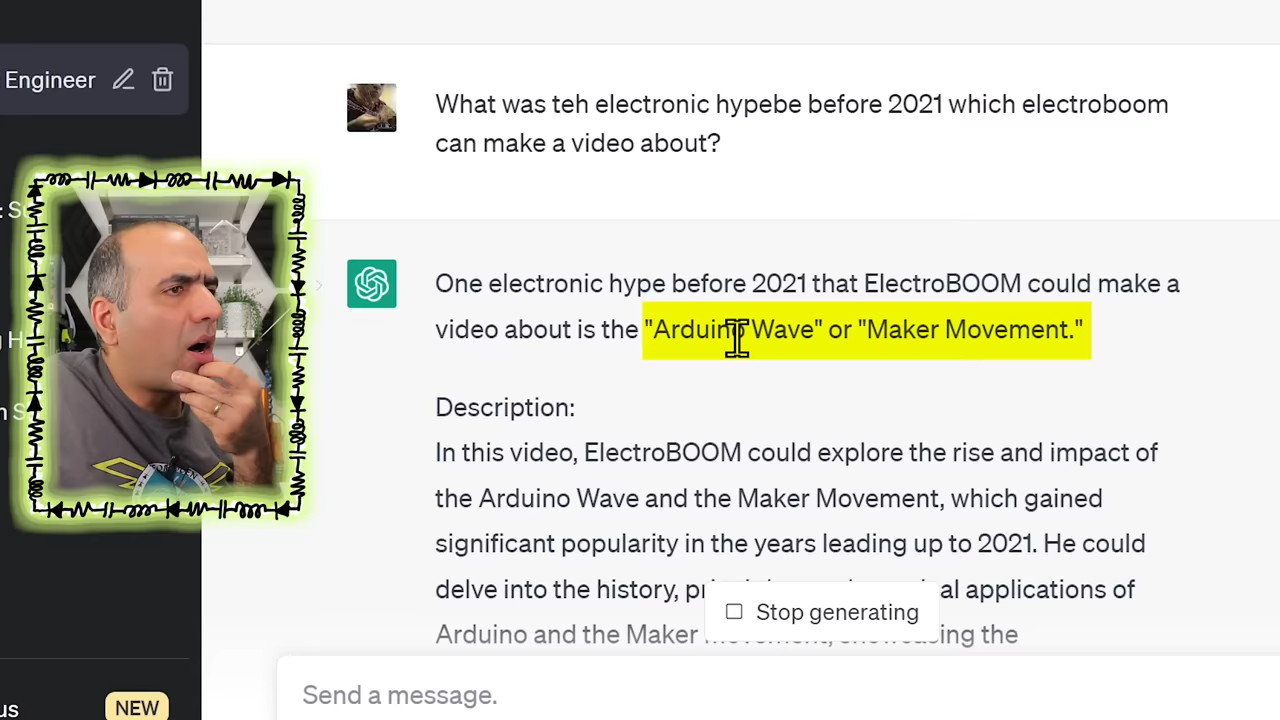 Engineer
What was teh electronic hypebe before 2021 which electroboom
can make a video about?
One electronic hype before 2021 that ElectroBOOM could make a
video about is the "Arduino Wave" or "Maker Movement."
Description:
In this video, ElectroBOOM could explore the rise and impact of
the Arduino Wave and the Maker Movement, which gained
significant popularity in the years leading up to 2021. He could
delve into the history, applications of
Stop generating
Arduino and the Maker Movement, showcasing the
Send a message.
us
NEW